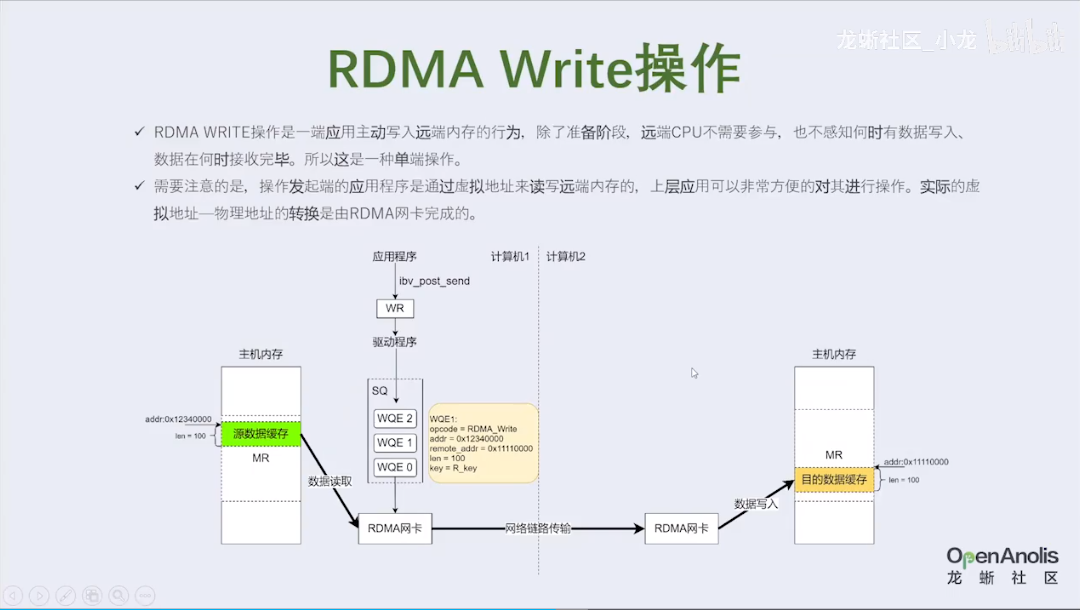 龙蜥社区_小龙
RDMA Write操作
✓ RDMA WRITE操作是一端应用主动写入远端内存的行为，除了准备阶段，远端CPU不需要参与，也不感知何时有数据写入、
数据在何时接收完毕。所以这是一种单端操作。
✓ 需要注意的是，操作发起端的应用程序是通过虚拟地址来读写远端内存的，上层应用可以非常方便的对其进行操作。实际的虚
拟地址—物理地址的转换是由RDMA网卡完成的。
应用程序
计算机1
计算机2
ibv_post_send
WR
驱动程序
主机内存
主机内存
SQ
addr:0x12340000
len = 100
源数据缓存
MR
WQE 2
WQE 1
WQE 0
WQE1:
opcode = RDMA_Write
addr = 0x12340000
remote_addr = 0x11110000
len = 100
key = R_key
MR
addr:0x11110000
目的数据缓存
len = 100
数据读取
数据写入
RDMA网卡
网络链路传输
RDMA网卡
OpenAnolis
龙蜥社区